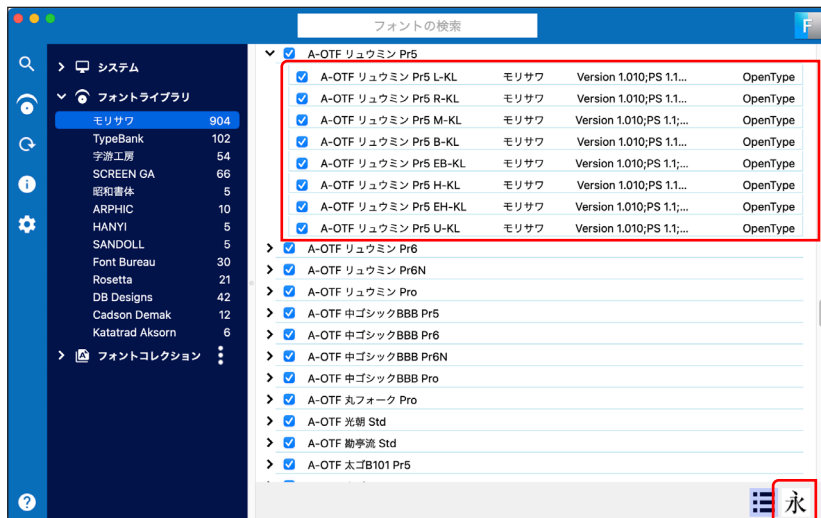 フォントの検索
F
システム
フォントライブラリ
モリサワ 904
TypeBank 102
字游工房 54
SCREEN GA 66
昭和書体 5
ARPHIC 10
HANYI 5
SANDOLL 5
Font Bureau 30
Rosetta 21
DB Designs 42
Cadson Demak 12
Katatrad Aksorn 6
フォントコレクション
A-OTF リュウミン Pr5
A-OTF リュウミン Pr5 L-KL モリサワ Version 1.010;PS 1.1... OpenType
A-OTF リュウミン Pr5 R-KL モリサワ Version 1.010;PS 1.1... OpenType
A-OTF リュウミン Pr5 M-KL モリサワ Version 1.010;PS 1.1;... OpenType
A-OTF リュウミン Pr5 B-KL モリサワ Version 1.010;PS 1.1... OpenType
A-OTF リュウミン Pr5 EB-KL モリサワ Version 1.010;PS 1.1;... OpenType
A-OTF リュウミン Pr5 H-KL モリサワ Version 1.010;PS 1.1... OpenType
A-OTF リュウミン Pr5 EH-KL モリサワ Version 1.010;PS 1.1;... OpenType
A-OTF リュウミン Pr5 U-KL モリサワ Version 1.010;PS 1.1;... OpenType
A-OTF リュウミン Pr6
A-OTF リュウミン Pr6N
A-OTF リュウミン Pro
A-OTF 中ゴシックBBB Pr5
A-OTF 中ゴシックBBB Pr6
A-OTF 中ゴシックBBB Pr6N
A-OTF 中ゴシックBBB Pro
A-OTF 丸フォーク Pro
A-OTF 光朝 Std
A-OTF 勘亭流 Std
A-OTF 太ゴB101 Pr5
永